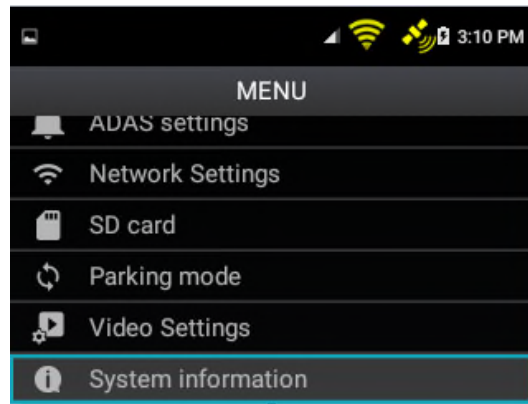 3:10 PM
MENU
ADAS settings
Network Settings
SD card
Parking mode
Video Settings
System information